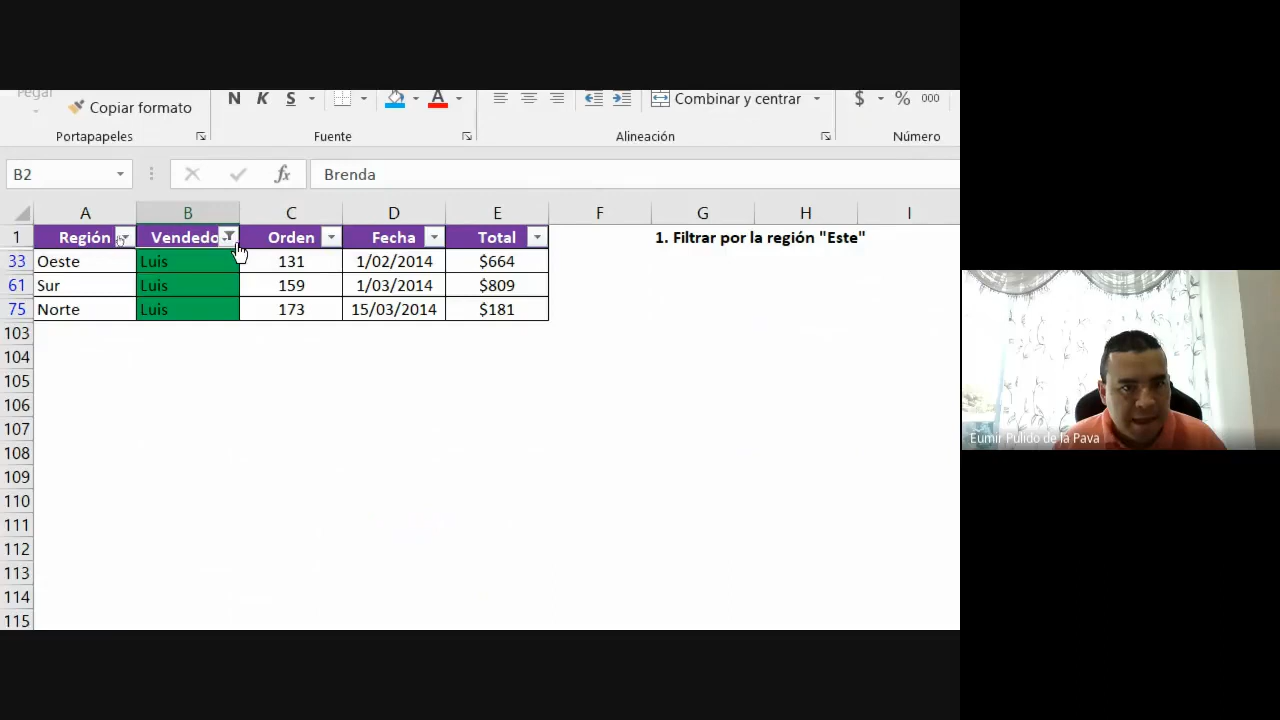 Pegar
Copiar formato
N K S A
Combinar y centrar
$ % 000
Portapapeles Fuente Alineación Número
B2 fx Brenda
A B C D E F G H I
1 Región Vendedo Orden Fecha Total 1. Filtrar por la región "Este"
33 Oeste Luis 131 1/02/2014 $664
61 Sur Luis 159 1/03/2014 $809
75 Norte Luis 173 15/03/2014 $181
103
104
105
106
107
108
109
110
111
112
113
114
115
Eumir Pulido de la Pava